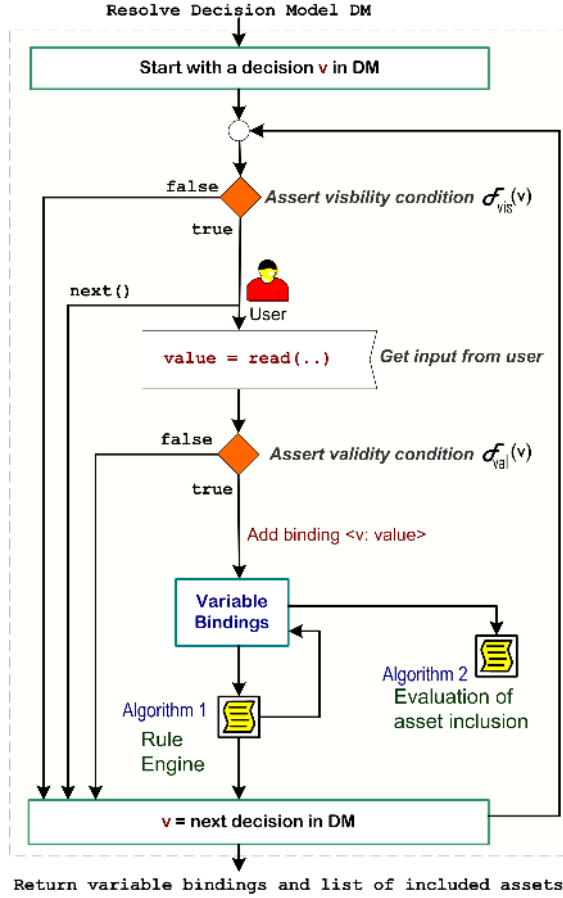 Resolve Decision Model DM
Start with a decision v in DM
false
Assert visbility condition ℱvis(v)
true
next()
User
value = read(..)
Get input from user
false
Assert validity condition ℱval(v)
true
Add binding <v: value>
Variable
Bindings
Algorithm 1
Rule
Engine
Algorithm 2
Evaluation of
asset inclusion
v = next decision in DM
Return variable bindings and list of included assets